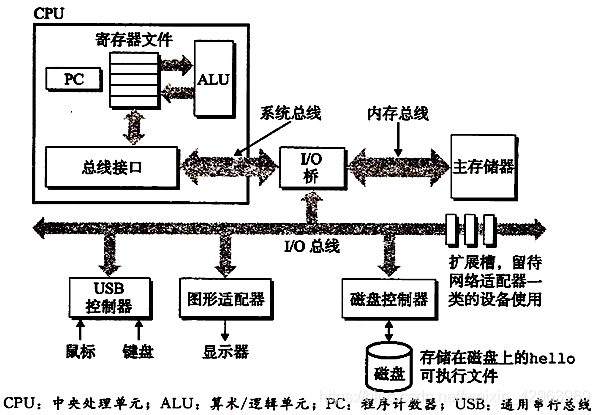 CPU
寄存器文件
PC
ALU
系统总线
内存总线
总线接口
I/O
桥
主存储器
I/O 总线
扩展槽，留待
网络适配器一
类的设备使用
USB
控制器
图形适配器
磁盘控制器
鼠标
键盘
显示器
磁盘
存储在磁盘上的hello
可执行文件
CPU：中央处理单元；ALU：算术/逻辑单元；PC：程序计数器；USB：通用串行总线